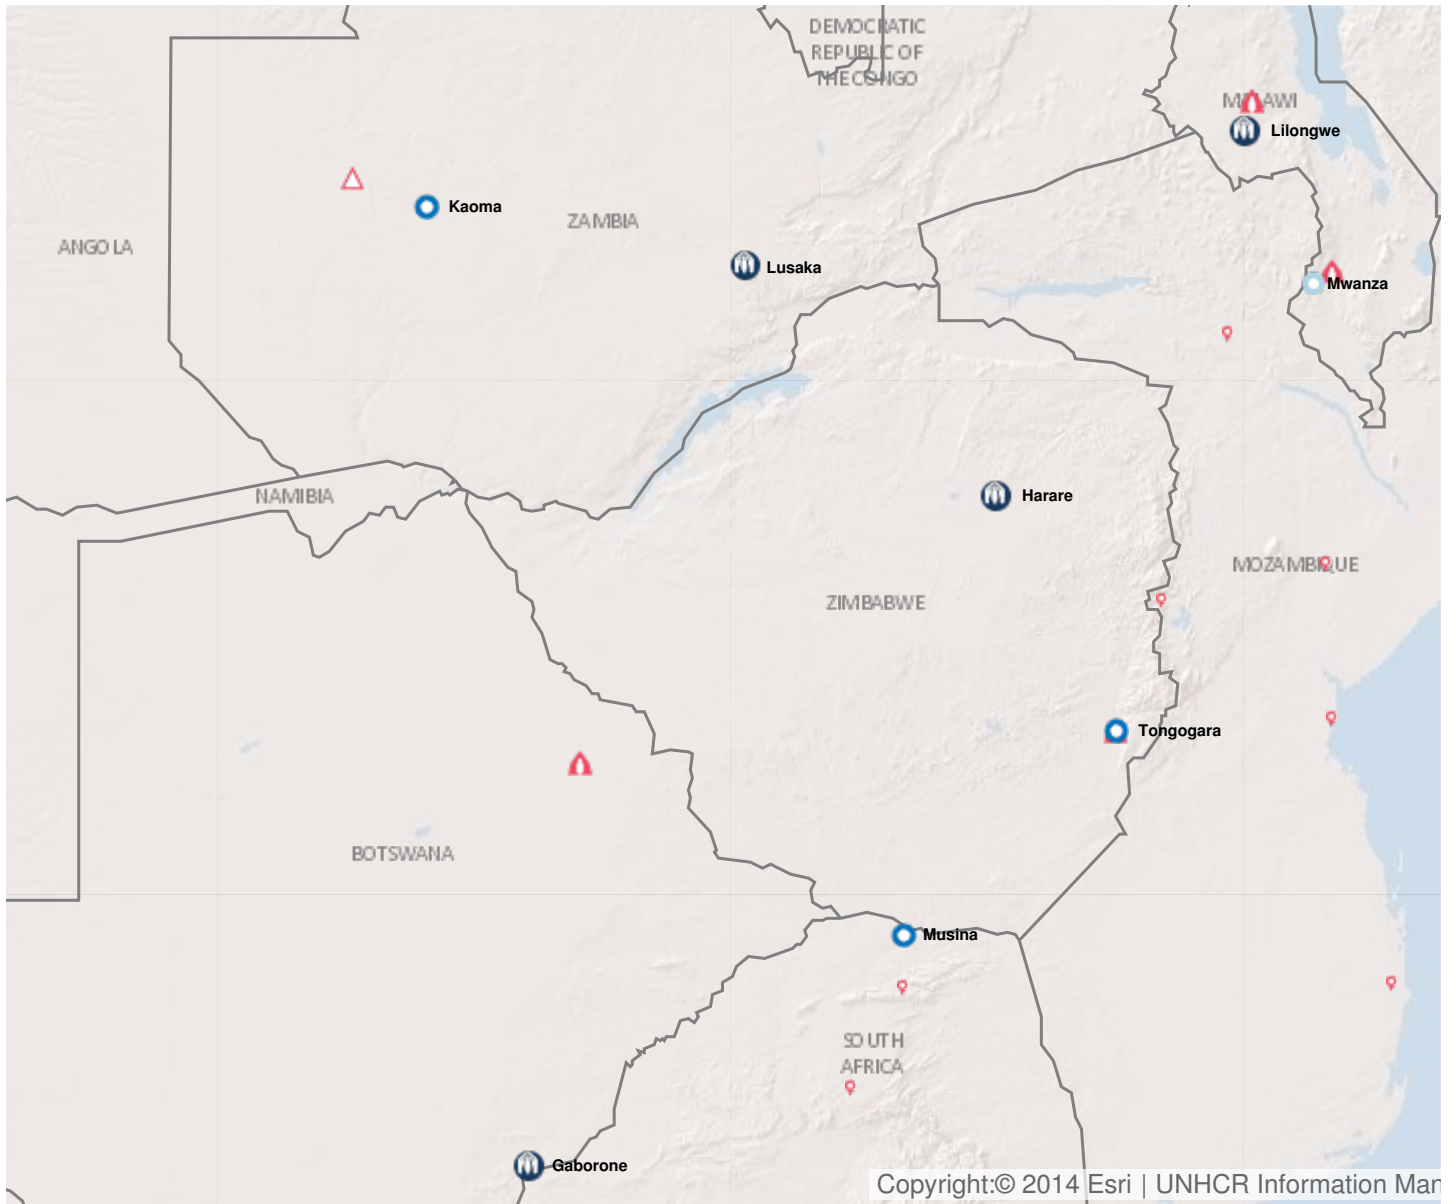 DEMOCRATIC
REPUBLIC OF
THE CONGO
MALAWI
Lilongwe
Kaoma
ZAMBIA
ANGOLA
Lusaka
Mwanza
NAMIBIA
Harare
MOZAMBIQUE
ZIMBABWE
Tongogara
BOTSWANA
Musina
SOUTH
AFRICA
Gaborone
Copyright:© 2014 Esri | UNHCR Information Man